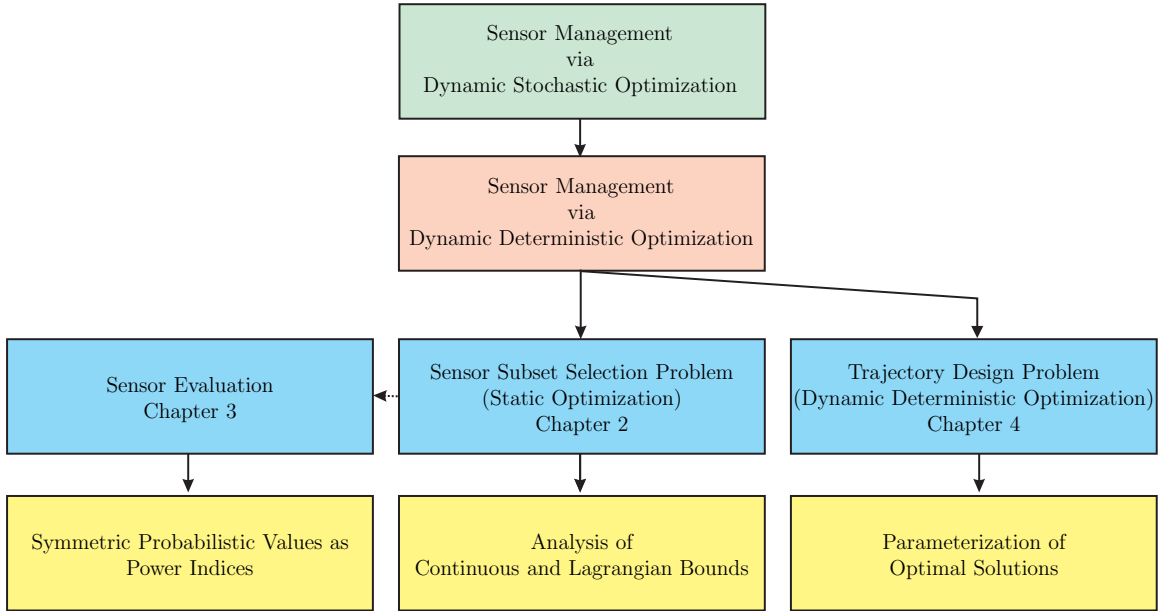 Sensor Management
via
Dynamic Stochastic Optimization
Sensor Management
via
Dynamic Deterministic Optimization
Sensor Evaluation
Chapter 3
Sensor Subset Selection Problem
(Static Optimization)
Chapter 2
Trajectory Design Problem
(Dynamic Deterministic Optimization)
Chapter 4
Symmetric Probabilistic Values as
Power Indices
Analysis of
Continuous and Lagrangian Bounds
Parameterization of
Optimal Solutions